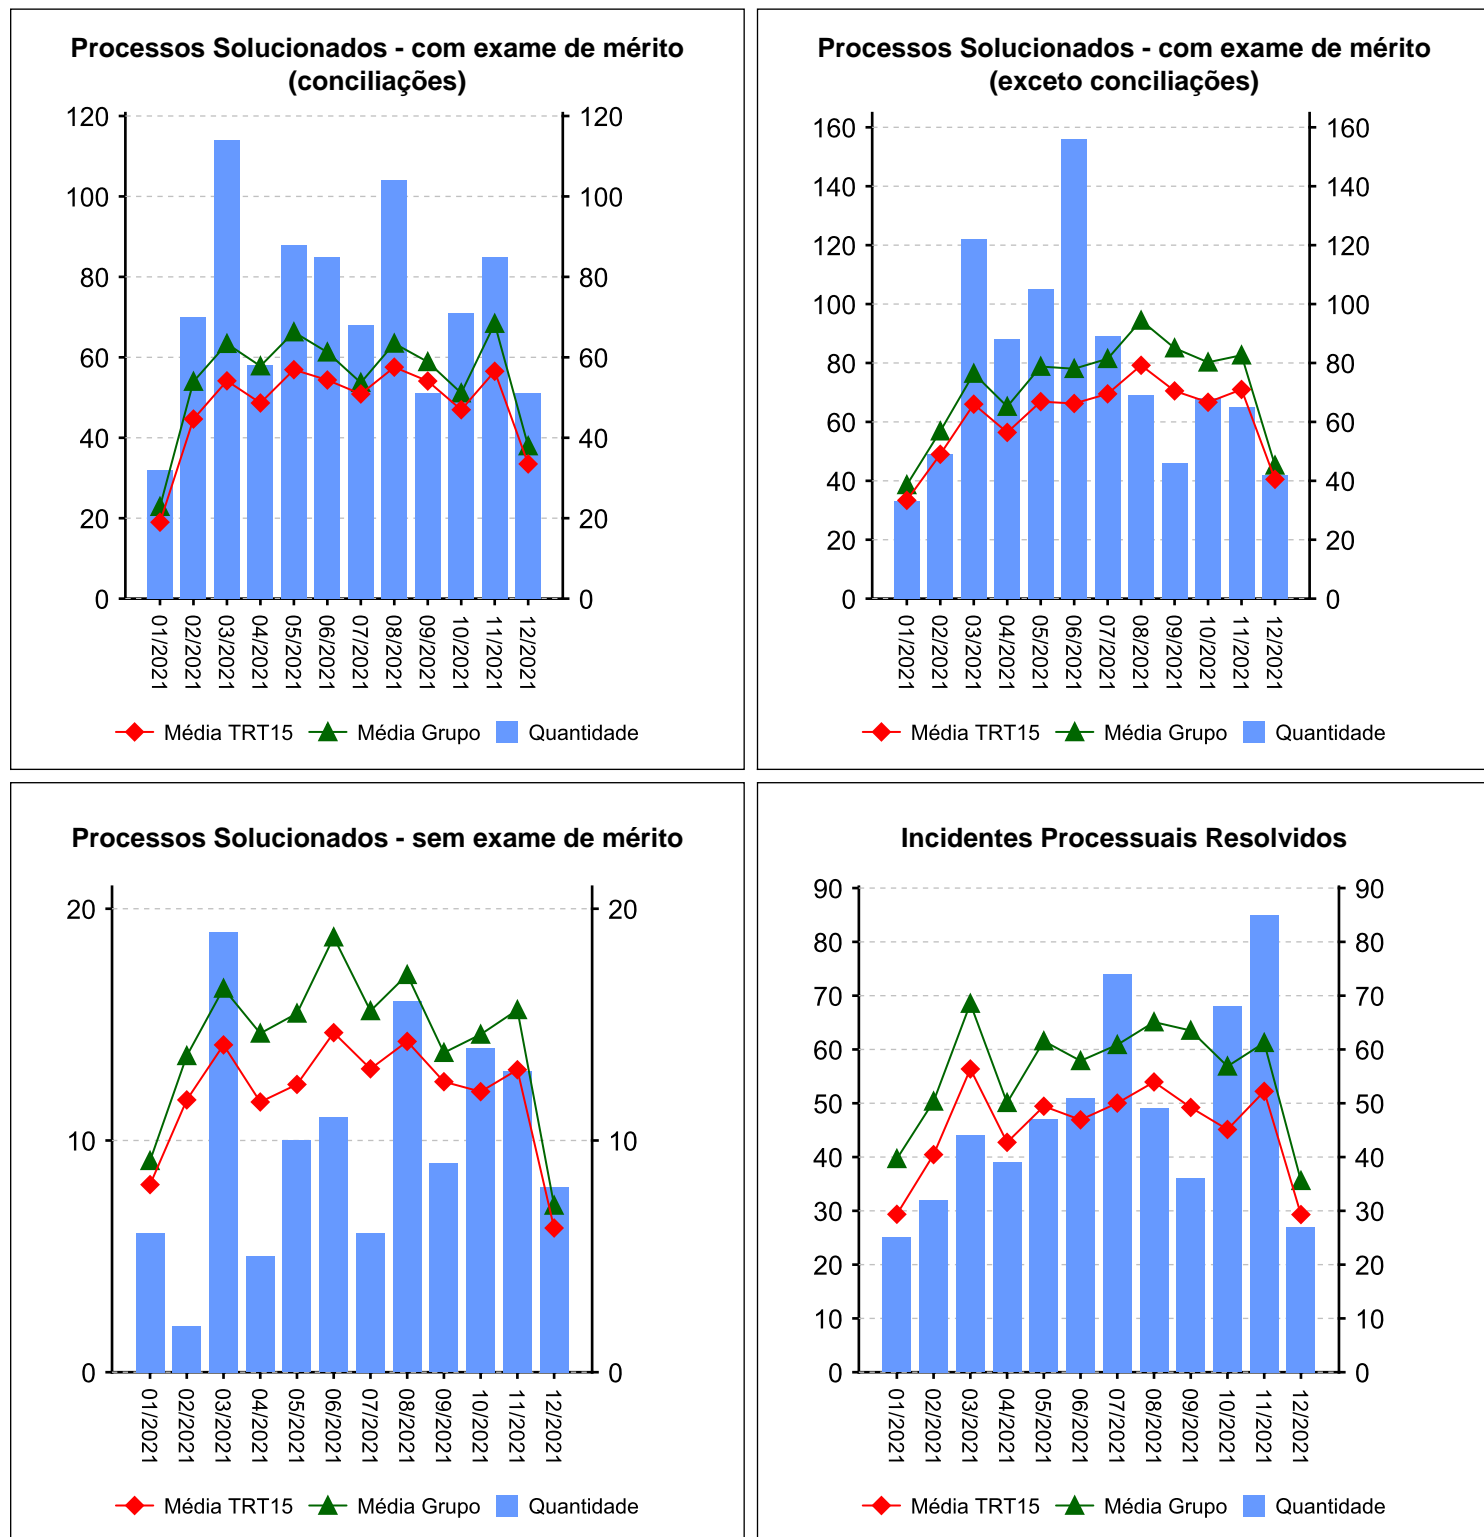 Processos Solucionados - com exame de mérito
(conciliações)
120 120
100 100
80 80
60 60
40 40
20 20
0 0
01/2021 02/2021 03/2021 04/2021 05/2021 06/2021 07/2021 08/2021 09/2021 10/2021 11/2021 12/2021
Média TRT15 Média Grupo Quantidade
Processos Solucionados - com exame de mérito
(exceto conciliações)
160 160
140 140
120 120
100 100
80 80
60 60
40 40
20 20
0 0
01/2021 02/2021 03/2021 04/2021 05/2021 06/2021 07/2021 08/2021 09/2021 10/2021 11/2021 12/2021
Média TRT15 Média Grupo Quantidade
Processos Solucionados - sem exame de mérito
20 20
10 10
0 0
01/2021 02/2021 03/2021 04/2021 05/2021 06/2021 07/2021 08/2021 09/2021 10/2021 11/2021 12/2021
Média TRT15 Média Grupo Quantidade
Incidentes Processuais Resolvidos
90 90
80 80
70 70
60 60
50 50
40 40
30 30
20 20
10 10
0 0
01/2021 02/2021 03/2021 04/2021 05/2021 06/2021 07/2021 08/2021 09/2021 10/2021 11/2021 12/2021
Média TRT15 Média Grupo Quantidade